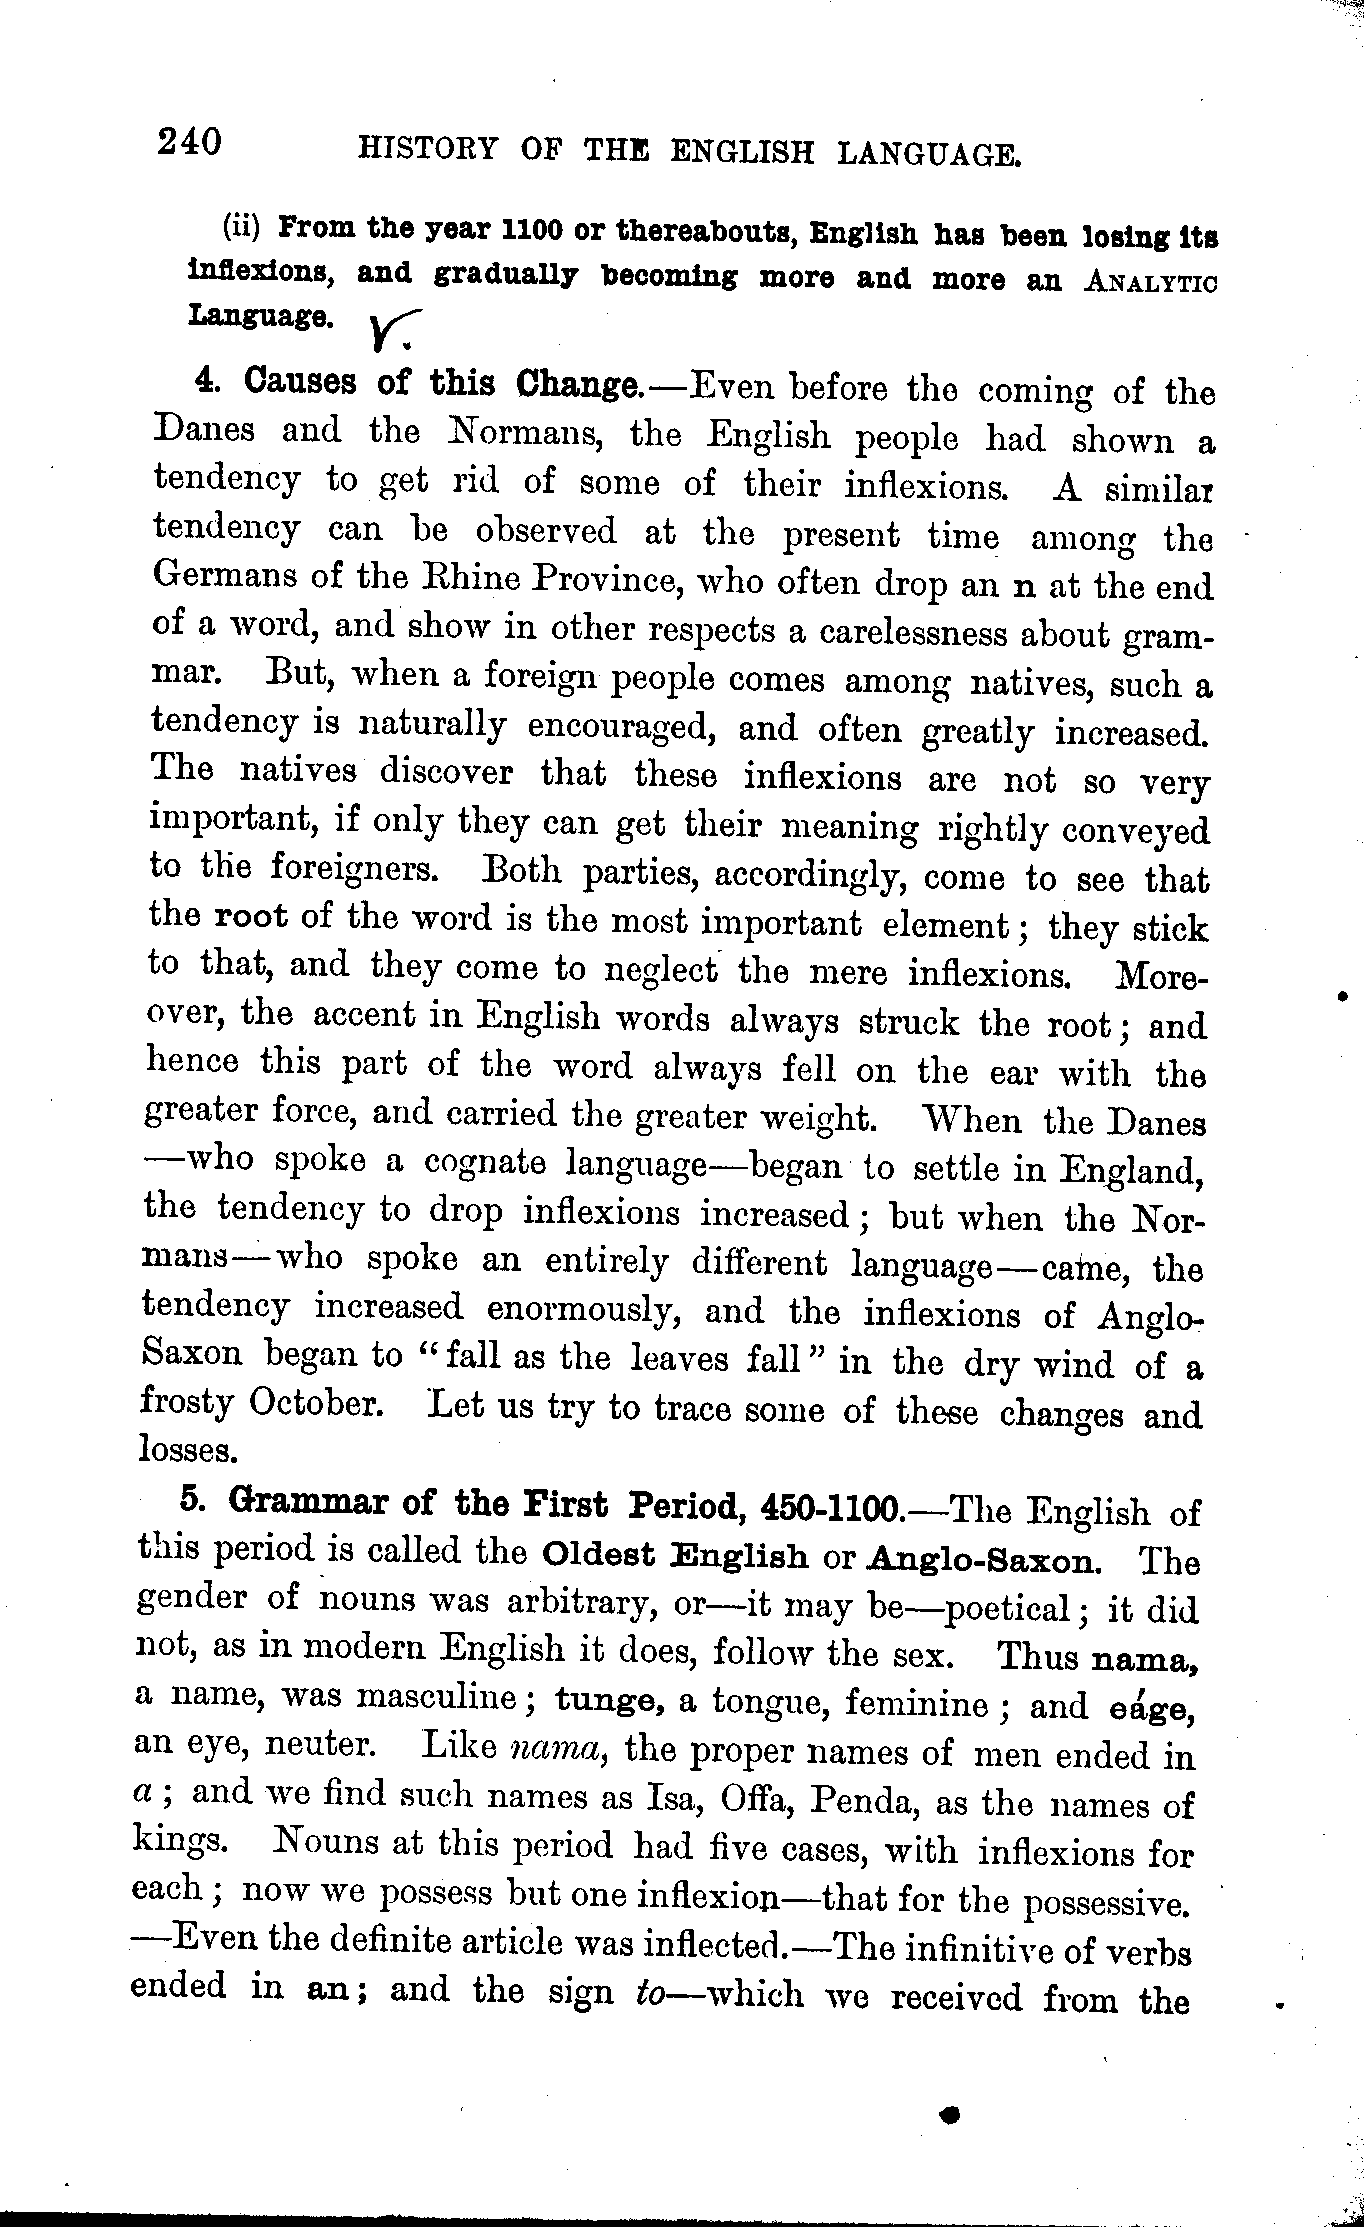 240 HISTORY OF THE ENGLISH LANGUAGE.
(ii) From the year 1100 or thereabouts, English has been losing its
inflexions, and gradually becoming more and more an ANALYTIC
Language.
4. Causes of this Change.—Even before the coming of the
Danes and the Normans, the English people had shown a
tendency to get rid of some of their inflexions. A similar
tendency can be observed at the present time among the
Germans of the Rhine Province, who often drop an n at the end
of a word, and show in other respects a carelessness about gram-
mar. But, when a foreign people comes among natives, such a
tendency is naturally encouraged, and often greatly increased.
The natives discover that these inflexions are not so very
important, if only they can get their meaning rightly conveyed
to the foreigners. Both parties, accordingly, come to see that
the root of the word is the most important element; they stick
to that, and they come to neglect the mere inflexions. More-
over, the accent in English words always struck the root; and
hence this part of the word always fell on the ear with the
greater force, and carried the greater weight. When the Danes
—who spoke a cognate language—began to settle in England,
the tendency to drop inflexions increased; but when the Nor-
mans—who spoke an entirely different language—came, the
tendency increased enormously, and the inflexions of Anglo-
Saxon began to “fall as the leaves fall” in the dry wind of a
frosty October. Let us try to trace some of these changes and
losses.
5. Grammar of the First Period, 450-1100.—The English of
this period is called the Oldest English or Anglo-Saxon. The
gender of nouns was arbitrary, or—it may be—poetical; it did
not, as in modern English it does, follow the sex. Thus nama,
a name, was masculine; tunge, a tongue, feminine; and eáge,
an eye, neuter. Like nama, the proper names of men ended in
a; and we find such names as Isa, Offa, Penda, as the names of
kings. Nouns at this period had five cases, with inflexions for
each; now we possess but one inflexion—that for the possessive.
—Even the definite article was inflected.—The infinitive of verbs
ended in an; and the sign to—which we received from the